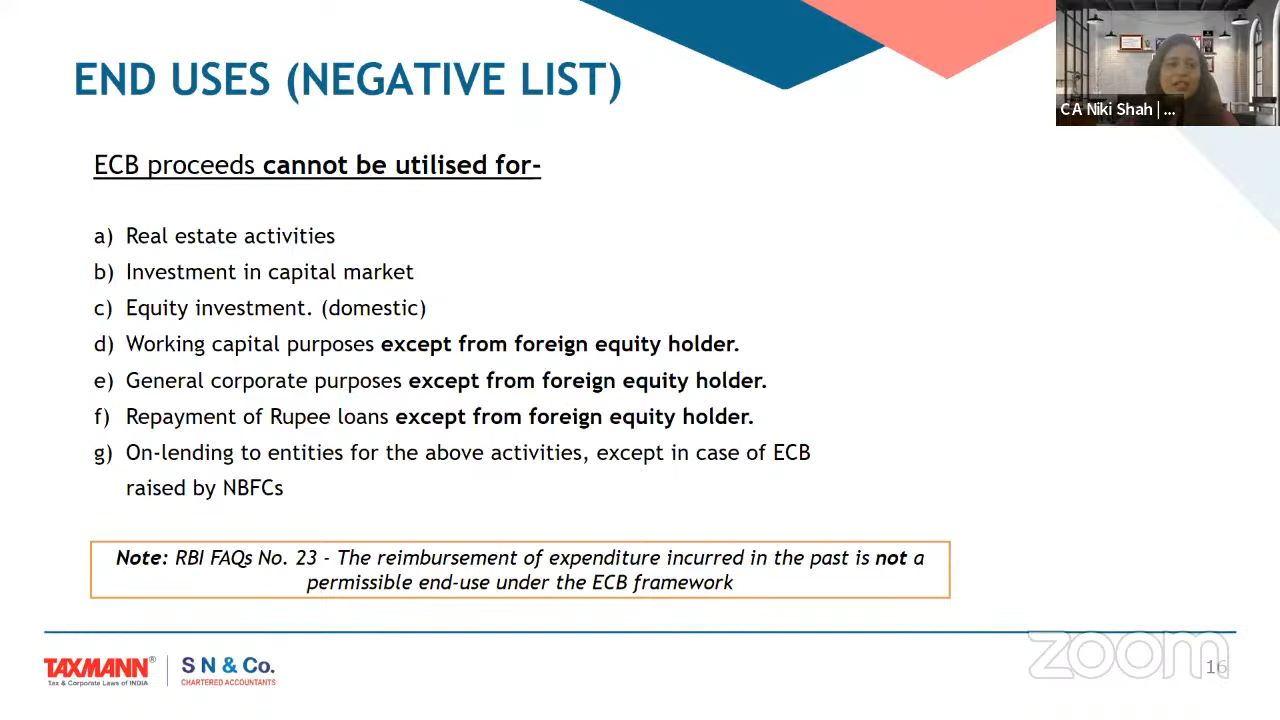 END USES (NEGATIVE LIST)
CA Niki Shah | ...
ECB proceeds cannot be utilised for-
a) Real estate activities
b) Investment in capital market
c) Equity investment. (domestic)
d) Working capital purposes except from foreign equity holder.
e) General corporate purposes except from foreign equity holder.
f) Repayment of Rupee loans except from foreign equity holder.
g) On-lending to entities for the above activities, except in case of ECB
raised by NBFCs
Note: RBI FAQs No. 23 - The reimbursement of expenditure incurred in the past is not a
permissible end-use under the ECB framework
TAXMANN®
Tax & Corporate Laws of INDIA
S N & Co.
CHARTERED ACCOUNTANTS
zoom
16